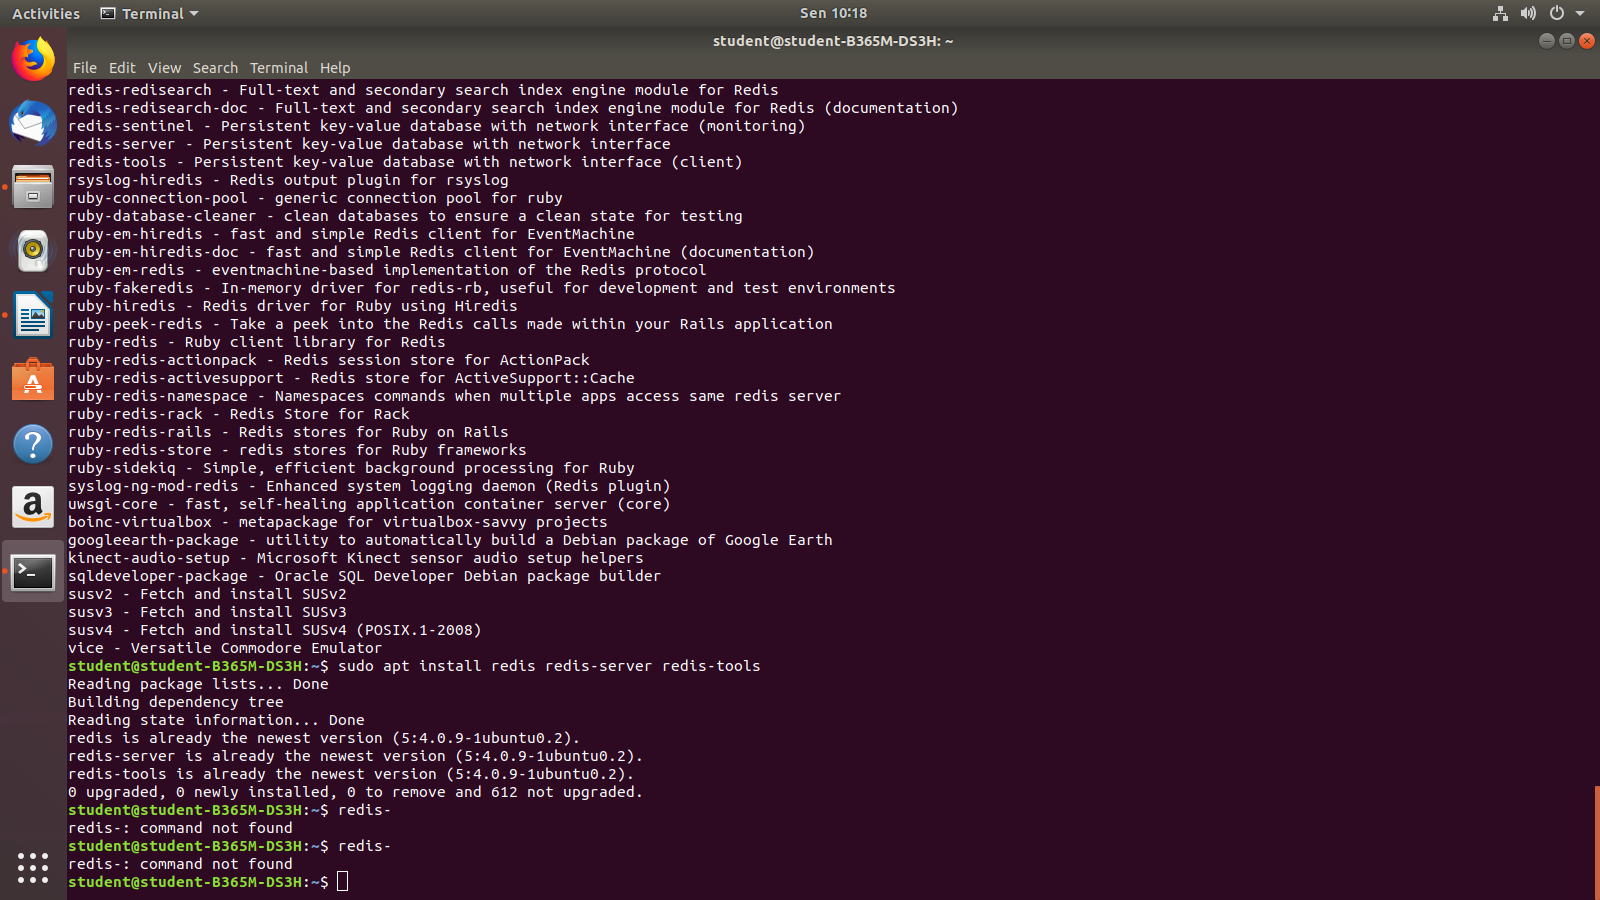 Activities
Terminal
Sen 10:18
student@student-B365M-DS3H: ~
File Edit View Search Terminal Help
redis-redisearch - Full-text and secondary search index engine module for Redis
redis-redisearch-doc - Full-text and secondary search index engine module for Redis (documentation)
redis-sentinel - Persistent key-value database with network interface (monitoring)
redis-server - Persistent key-value database with network interface
redis-tools - Persistent key-value database with network interface (client)
rsyslog-hiredis - Redis output plugin for rsyslog
ruby-connection-pool - generic connection pool for ruby
ruby-database-cleaner - clean databases to ensure a clean state for testing
ruby-em-hiredis - fast and simple Redis client for EventMachine
ruby-em-hiredis-doc - fast and simple Redis client for EventMachine (documentation)
ruby-em-redis - eventmachine-based implementation of the Redis protocol
ruby-fakeredis - In-memory driver for redis-rb, useful for development and test environments
ruby-hiredis - Redis driver for Ruby using Hiredis
ruby-peek-redis - Take a peek into the Redis calls made within your Rails application
ruby-redis - Ruby client library for Redis
ruby-redis-actionpack - Redis session store for ActionPack
ruby-redis-activesupport - Redis store for ActiveSupport::Cache
ruby-redis-namespace - Namespaces commands when multiple apps access same redis server
ruby-redis-rack - Redis Store for Rack
ruby-redis-rails - Redis stores for Ruby on Rails
ruby-redis-store - redis stores for Ruby frameworks
ruby-sidekiq - Simple, efficient background processing for Ruby
syslog-ng-mod-redis - Enhanced system logging daemon (Redis plugin)
uwsgi-core - fast, self-healing application container server (core)
boinc-virtualbox - metapackage for virtualbox-savvy projects
googleearth-package - utility to automatically build a Debian package of Google Earth
kinect-audio-setup - Microsoft Kinect sensor audio setup helpers
sqldeveloper-package - Oracle SQL Developer Debian package builder
susv2 - Fetch and install SUSv2
susv3 - Fetch and install SUSv3
susv4 - Fetch and install SUSv4 (POSIX.1-2008)
vice - Versatile Commodore Emulator
student@student-B365M-DS3H:~$ sudo apt install redis redis-server redis-tools
Reading package lists... Done
Building dependency tree
Reading state information... Done
redis is already the newest version (5:4.0.9-1ubuntu0.2).
redis-server is already the newest version (5:4.0.9-1ubuntu0.2).
redis-tools is already the newest version (5:4.0.9-1ubuntu0.2).
0 upgraded, 0 newly installed, 0 to remove and 612 not upgraded.
student@student-B365M-DS3H:~$ redis-
redis-: command not found
student@student-B365M-DS3H:~$ redis-
redis-: command not found
student@student-B365M-DS3H:~$